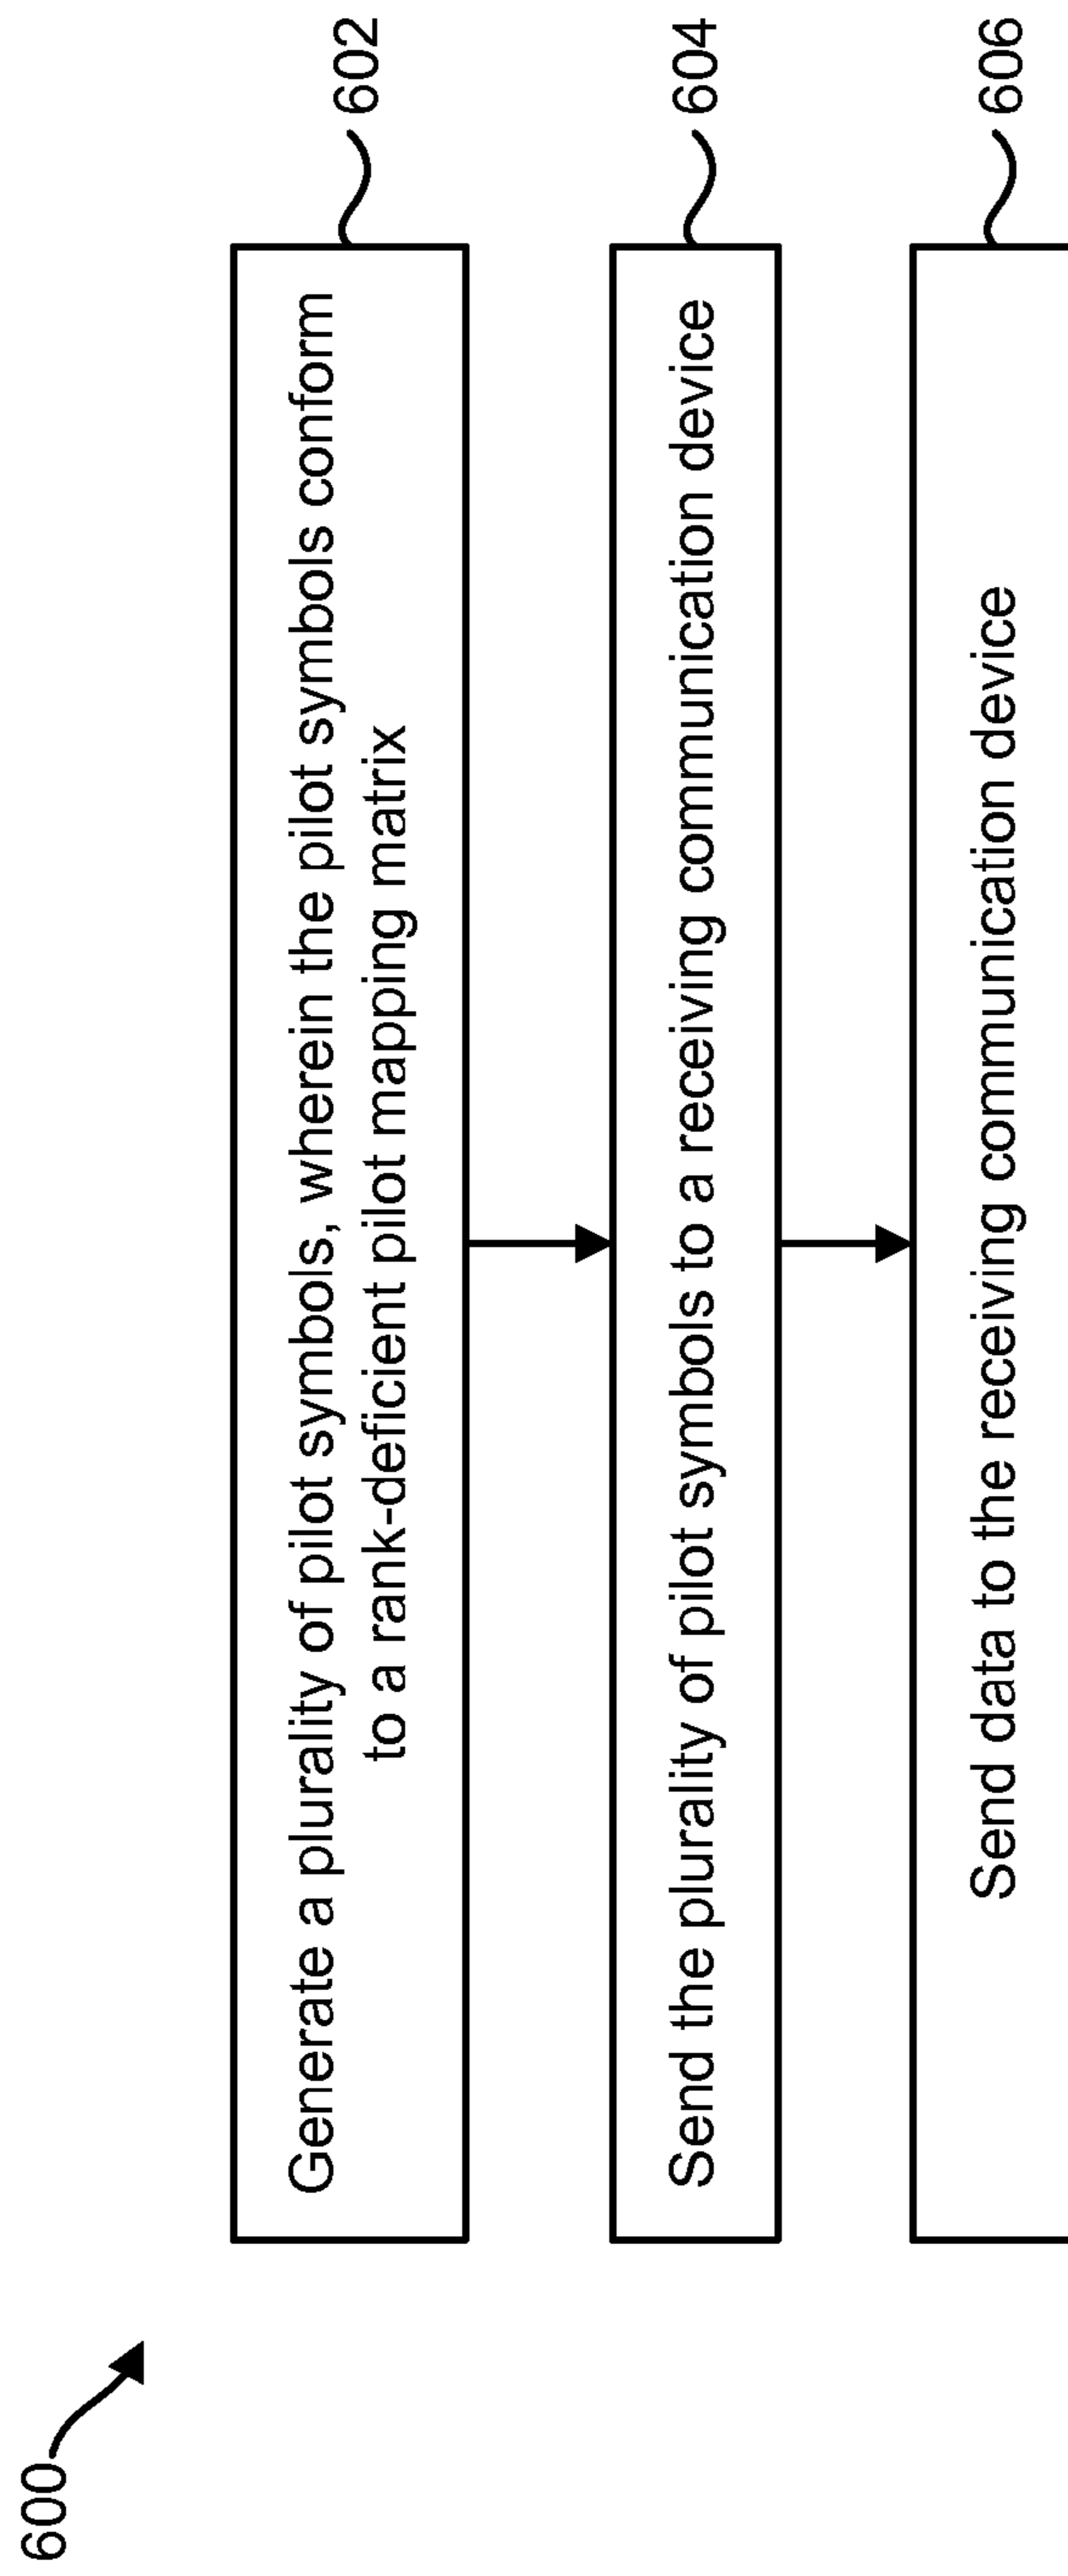 600
Generate a plurality of pilot symbols, wherein the pilot symbols conform
to a rank-deficient pilot mapping matrix
602
Send the plurality of pilot symbols to a receiving communication device
604
Send data to the receiving communication device
606